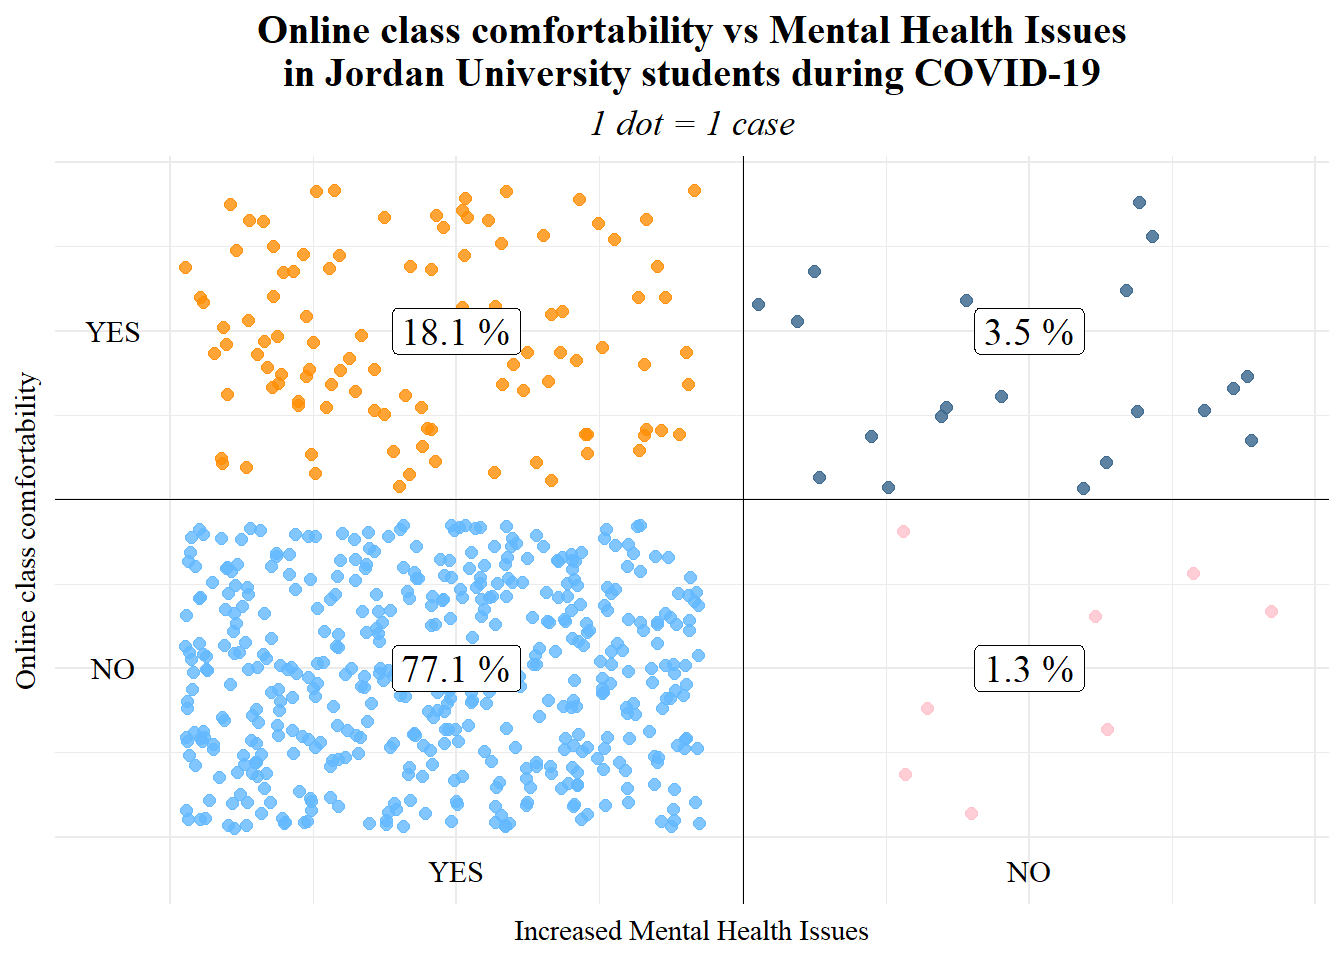 Online class comfortability vs Mental Health Issues
in Jordan University students during COVID-19
1 dot = 1 case
Online class comfortability
YES
18.1 %
3.5 %
NO
77.1 %
1.3 %
YES
NO
Increased Mental Health Issues